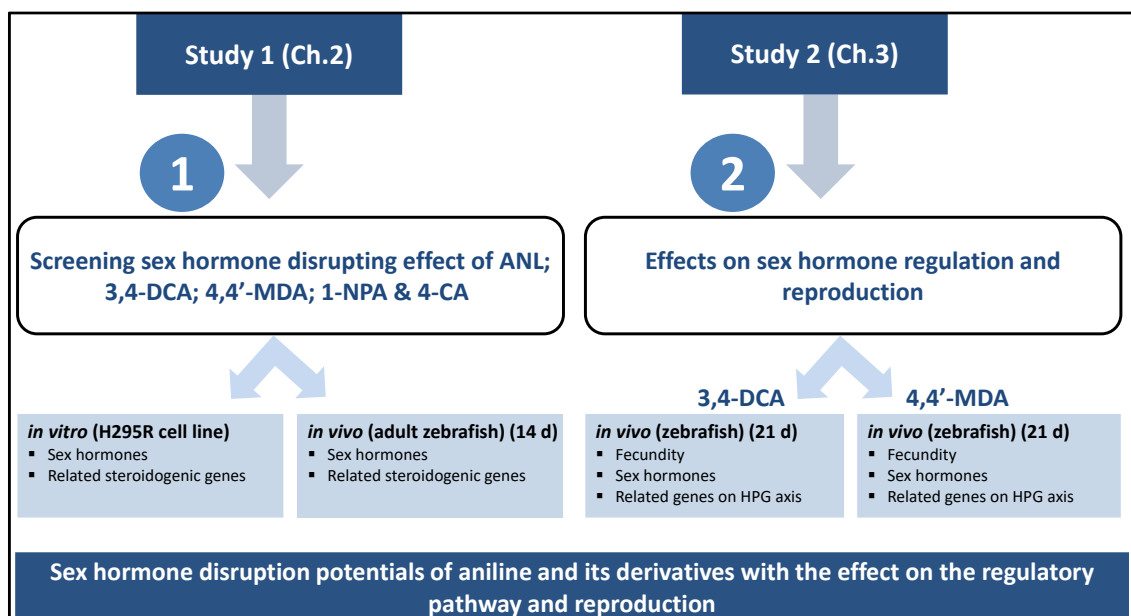 Study 1 (Ch.2)
Study 2 (Ch.3)
1
2
Screening sex hormone disrupting effect of ANL;
3,4-DCA; 4,4’-MDA; 1-NPA & 4-CA
Effects on sex hormone regulation and
reproduction
in vitro (H295R cell line)
▪ Sex hormones
▪ Related steroidogenic genes
in vivo (adult zebrafish) (14 d)
▪ Sex hormones
▪ Related steroidogenic genes
3,4-DCA
in vivo (zebrafish) (21 d)
▪ Fecundity
▪ Sex hormones
▪ Related genes on HPG axis
4,4’-MDA
in vivo (zebrafish) (21 d)
▪ Fecundity
▪ Sex hormones
▪ Related genes on HPG axis
Sex hormone disruption potentials of aniline and its derivatives with the effect on the regulatory
pathway and reproduction